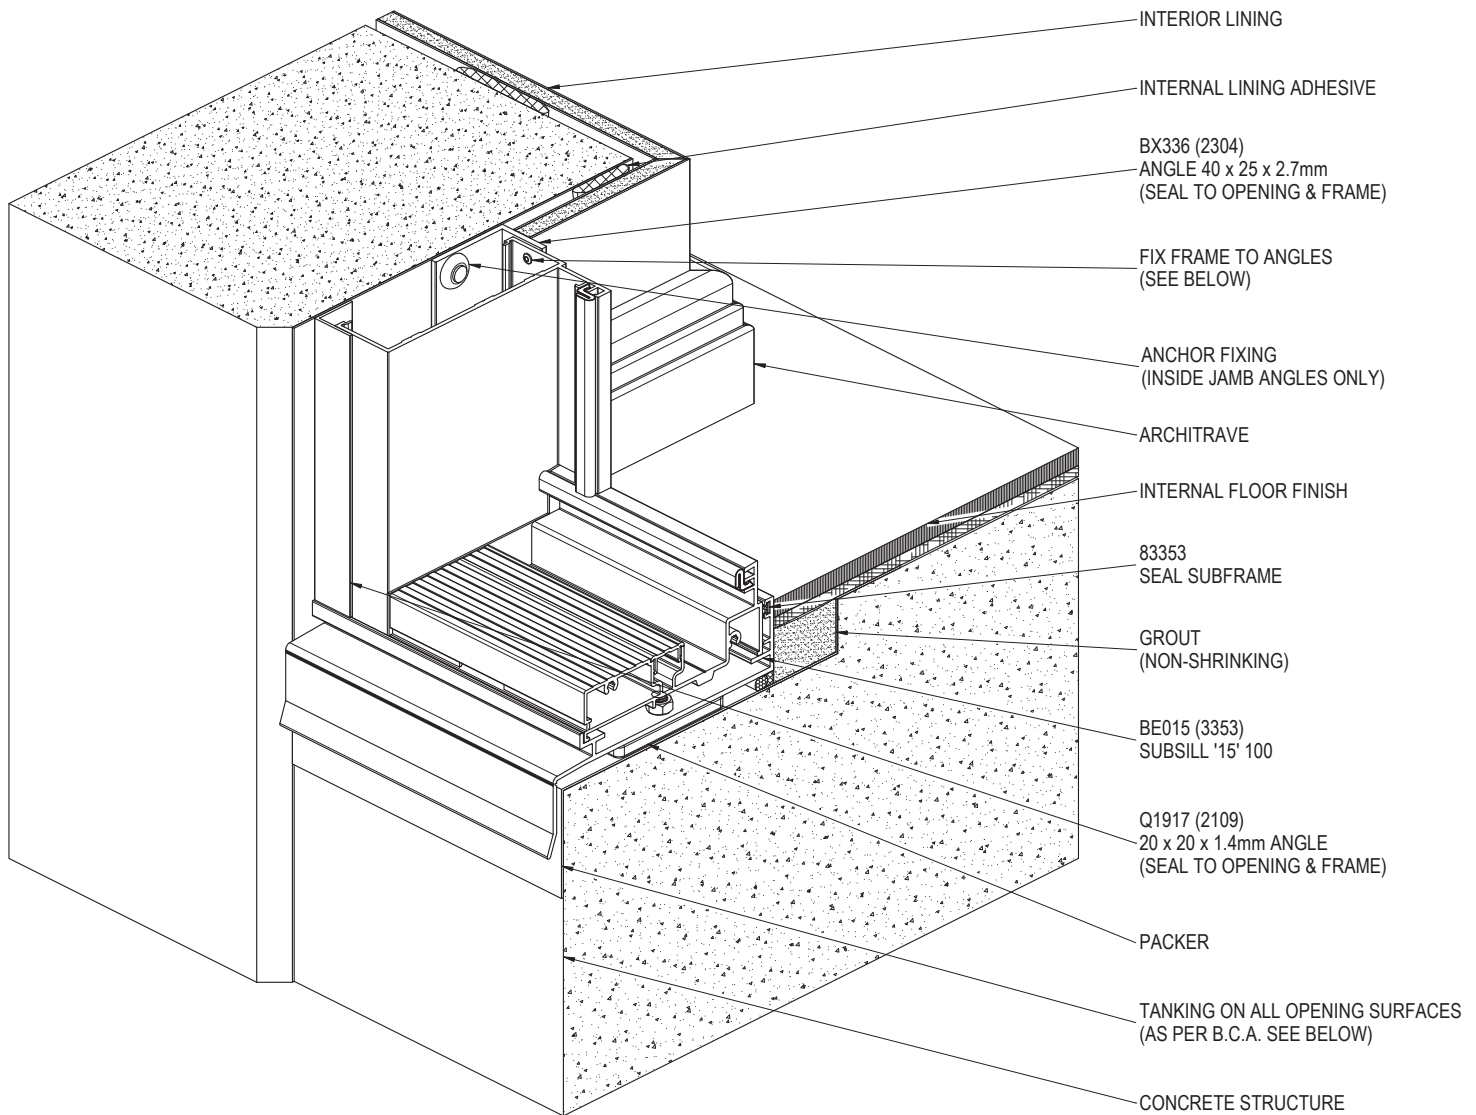 INTERIOR LINING
INTERNAL LINING ADHESIVE
BX336 (2304)
ANGLE 40 x 25 x 2.7mm
(SEAL TO OPENING & FRAME)
FIX FRAME TO ANGLES
(SEE BELOW)
ANCHOR FIXING
(INSIDE JAMB ANGLES ONLY)
ARCHITRAVE
INTERNAL FLOOR FINISH
83353
SEAL SUBFRAME
GROUT
(NON-SHRINKING)
BE015 (3353)
SUBSILL '15' 100
Q1917 (2109)
20 x 20 x 1.4mm ANGLE
(SEAL TO OPENING & FRAME)
PACKER
TANKING ON ALL OPENING SURFACES
(AS PER B.C.A. SEE BELOW)
CONCRETE STRUCTURE